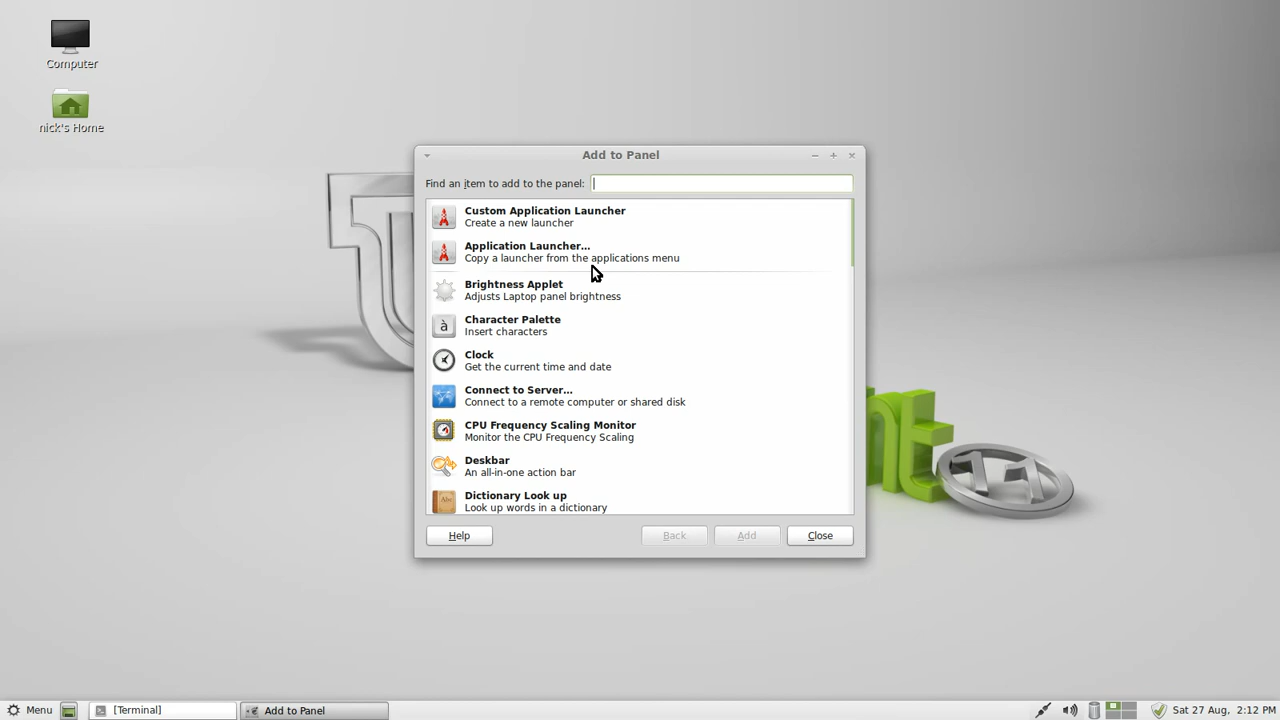 Computer
nick's Home
Add to Panel
Find an item to add to the panel:
Custom Application Launcher
Create a new launcher
Application Launcher...
Copy a launcher from the applications menu
Brightness Applet
Adjusts Laptop panel brightness
Character Palette
Insert characters
à
Clock
Get the current time and date
Connect to Server...
Connect to a remote computer or shared disk
CPU Frequency Scaling Monitor
Monitor the CPU Frequency Scaling
Deskbar
An all-in-one action bar
Dictionary Look up
Look up words in a dictionary
Help
Back
Add
Close
nt
11
Menu
[Terminal]
Add to Panel
Sat 27 Aug, 2:12 PM